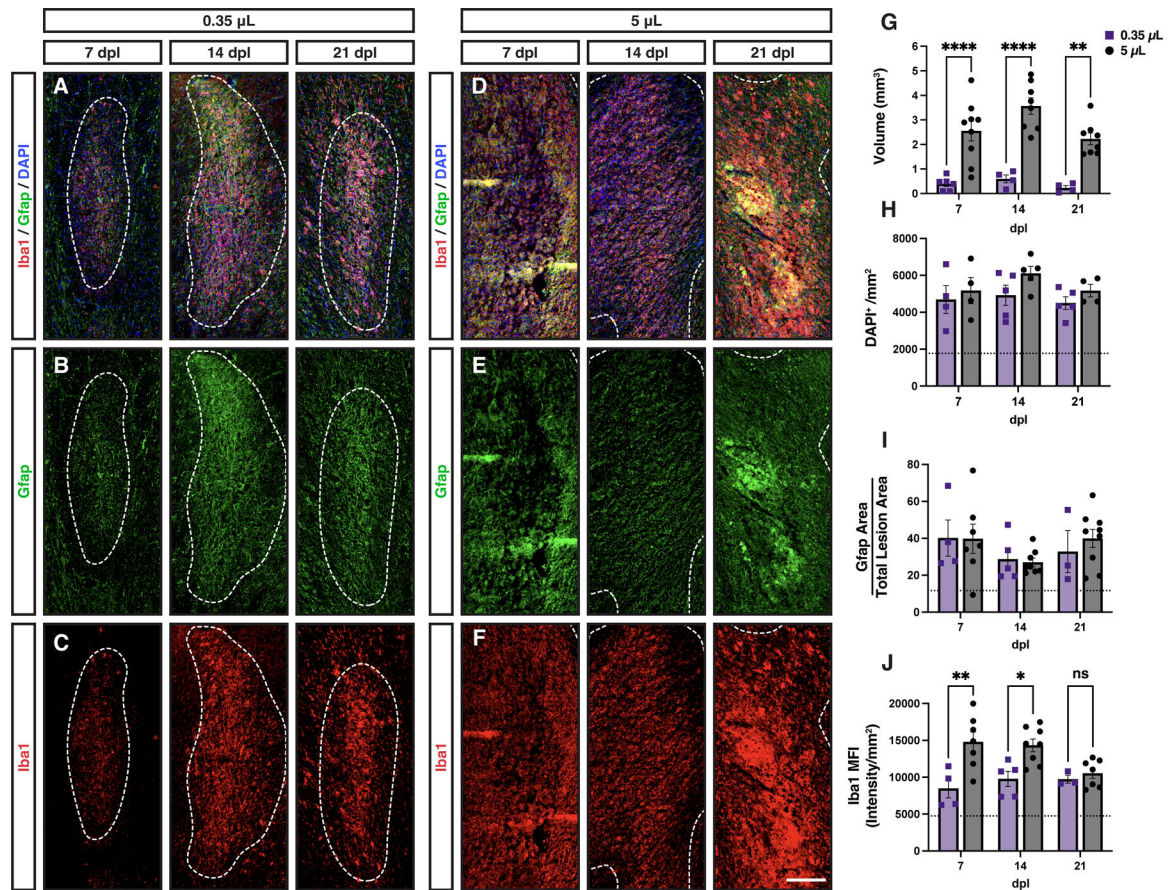 0.35 µL
7 dpl 14 dpl 21 dpl
5 µL
7 dpl 14 dpl 21 dpl
Iba1 / Gfap / DAPI
A
Gfap
B
Iba1
C
Iba1 / Gfap / DAPI
D
Gfap
E
Iba1
F
G
0.35 µL
5 µL
**** **** **
Volume (mm³)
6
5
4
3
2
1
0
7 14 21
dpl
H
DAPI⁺ /mm²
8000
6000
4000
2000
0
7 14 21
dpl
I
Gfap Area
Total Lesion Area
80
60
40
20
0
7 14 21
dpl
J
** * ns
Iba1 MFI
(Intensity/mm²)
20000
15000
10000
5000
0
7 14 21
dpl